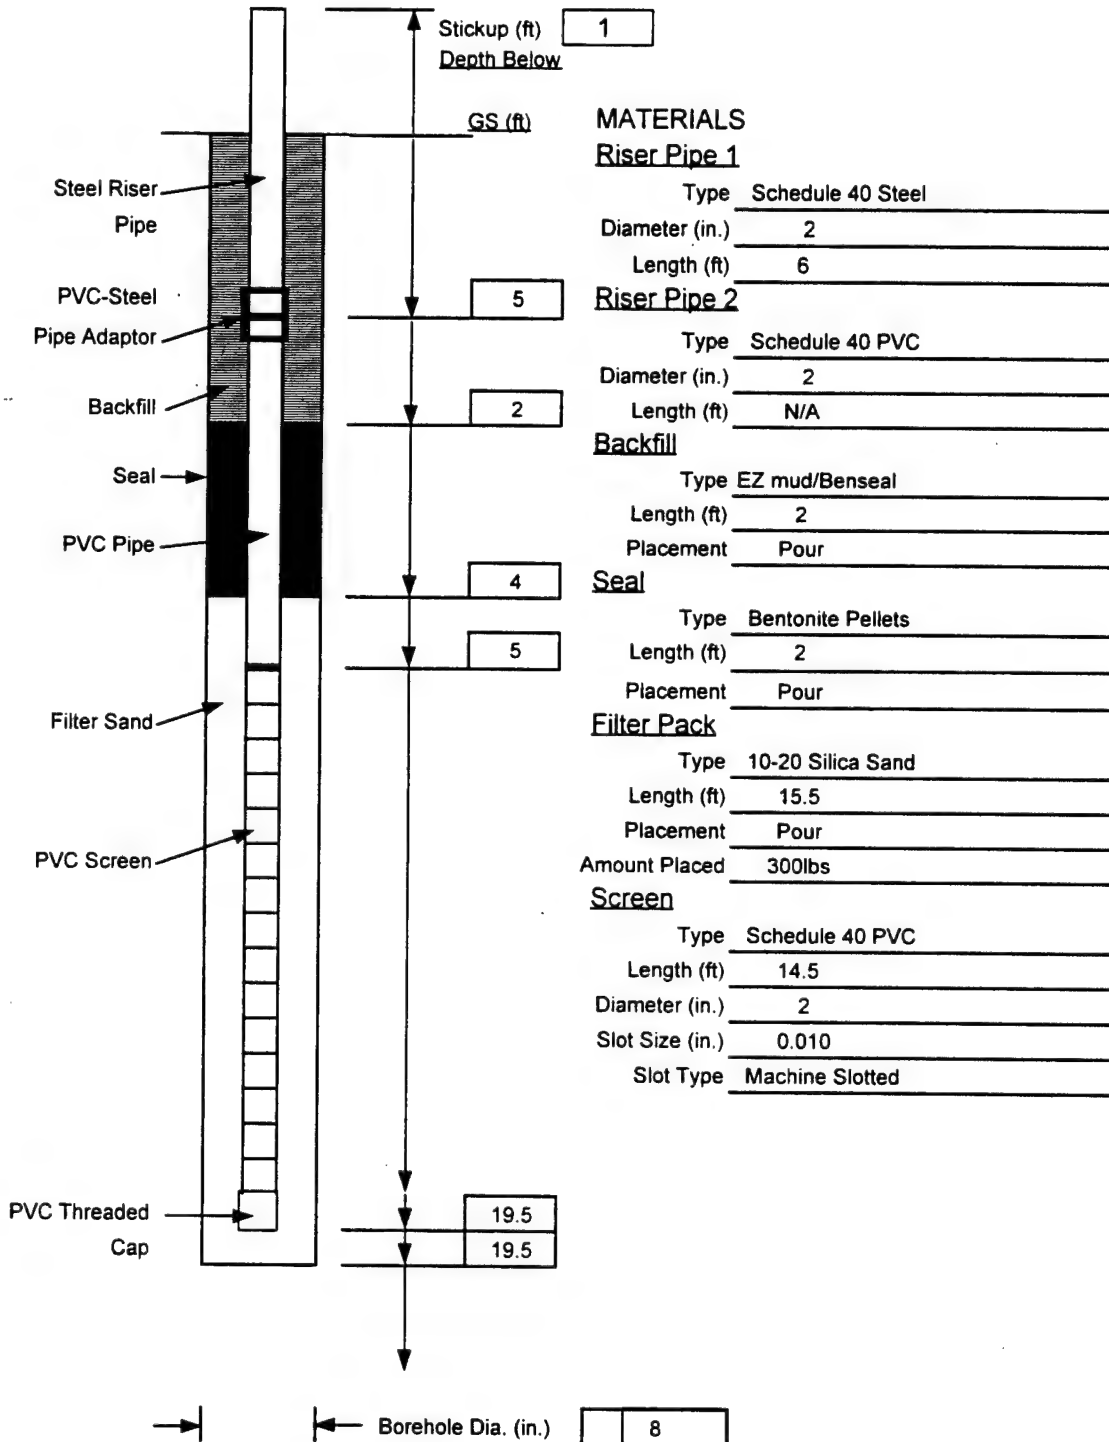 Stickup (ft) 1
Depth Below
GS (ft)
Steel Riser
Pipe
PVC-Steel
Pipe Adaptor
5
Backfill
2
Seal
PVC Pipe
4
5
Filter Sand
PVC Screen
PVC Threaded
Cap
19.5
19.5
Borehole Dia. (in.) 8
MATERIALS
Riser Pipe 1
Type Schedule 40 Steel
Diameter (in.) 2
Length (ft) 6
Riser Pipe 2
Type Schedule 40 PVC
Diameter (in.) 2
Length (ft) N/A
Backfill
Type EZ mud/Benseal
Length (ft) 2
Placement Pour
Seal
Type Bentonite Pellets
Length (ft) 2
Placement Pour
Filter Pack
Type 10-20 Silica Sand
Length (ft) 15.5
Placement Pour
Amount Placed 300lbs
Screen
Type Schedule 40 PVC
Length (ft) 14.5
Diameter (in.) 2
Slot Size (in.) 0.010
Slot Type Machine Slotted